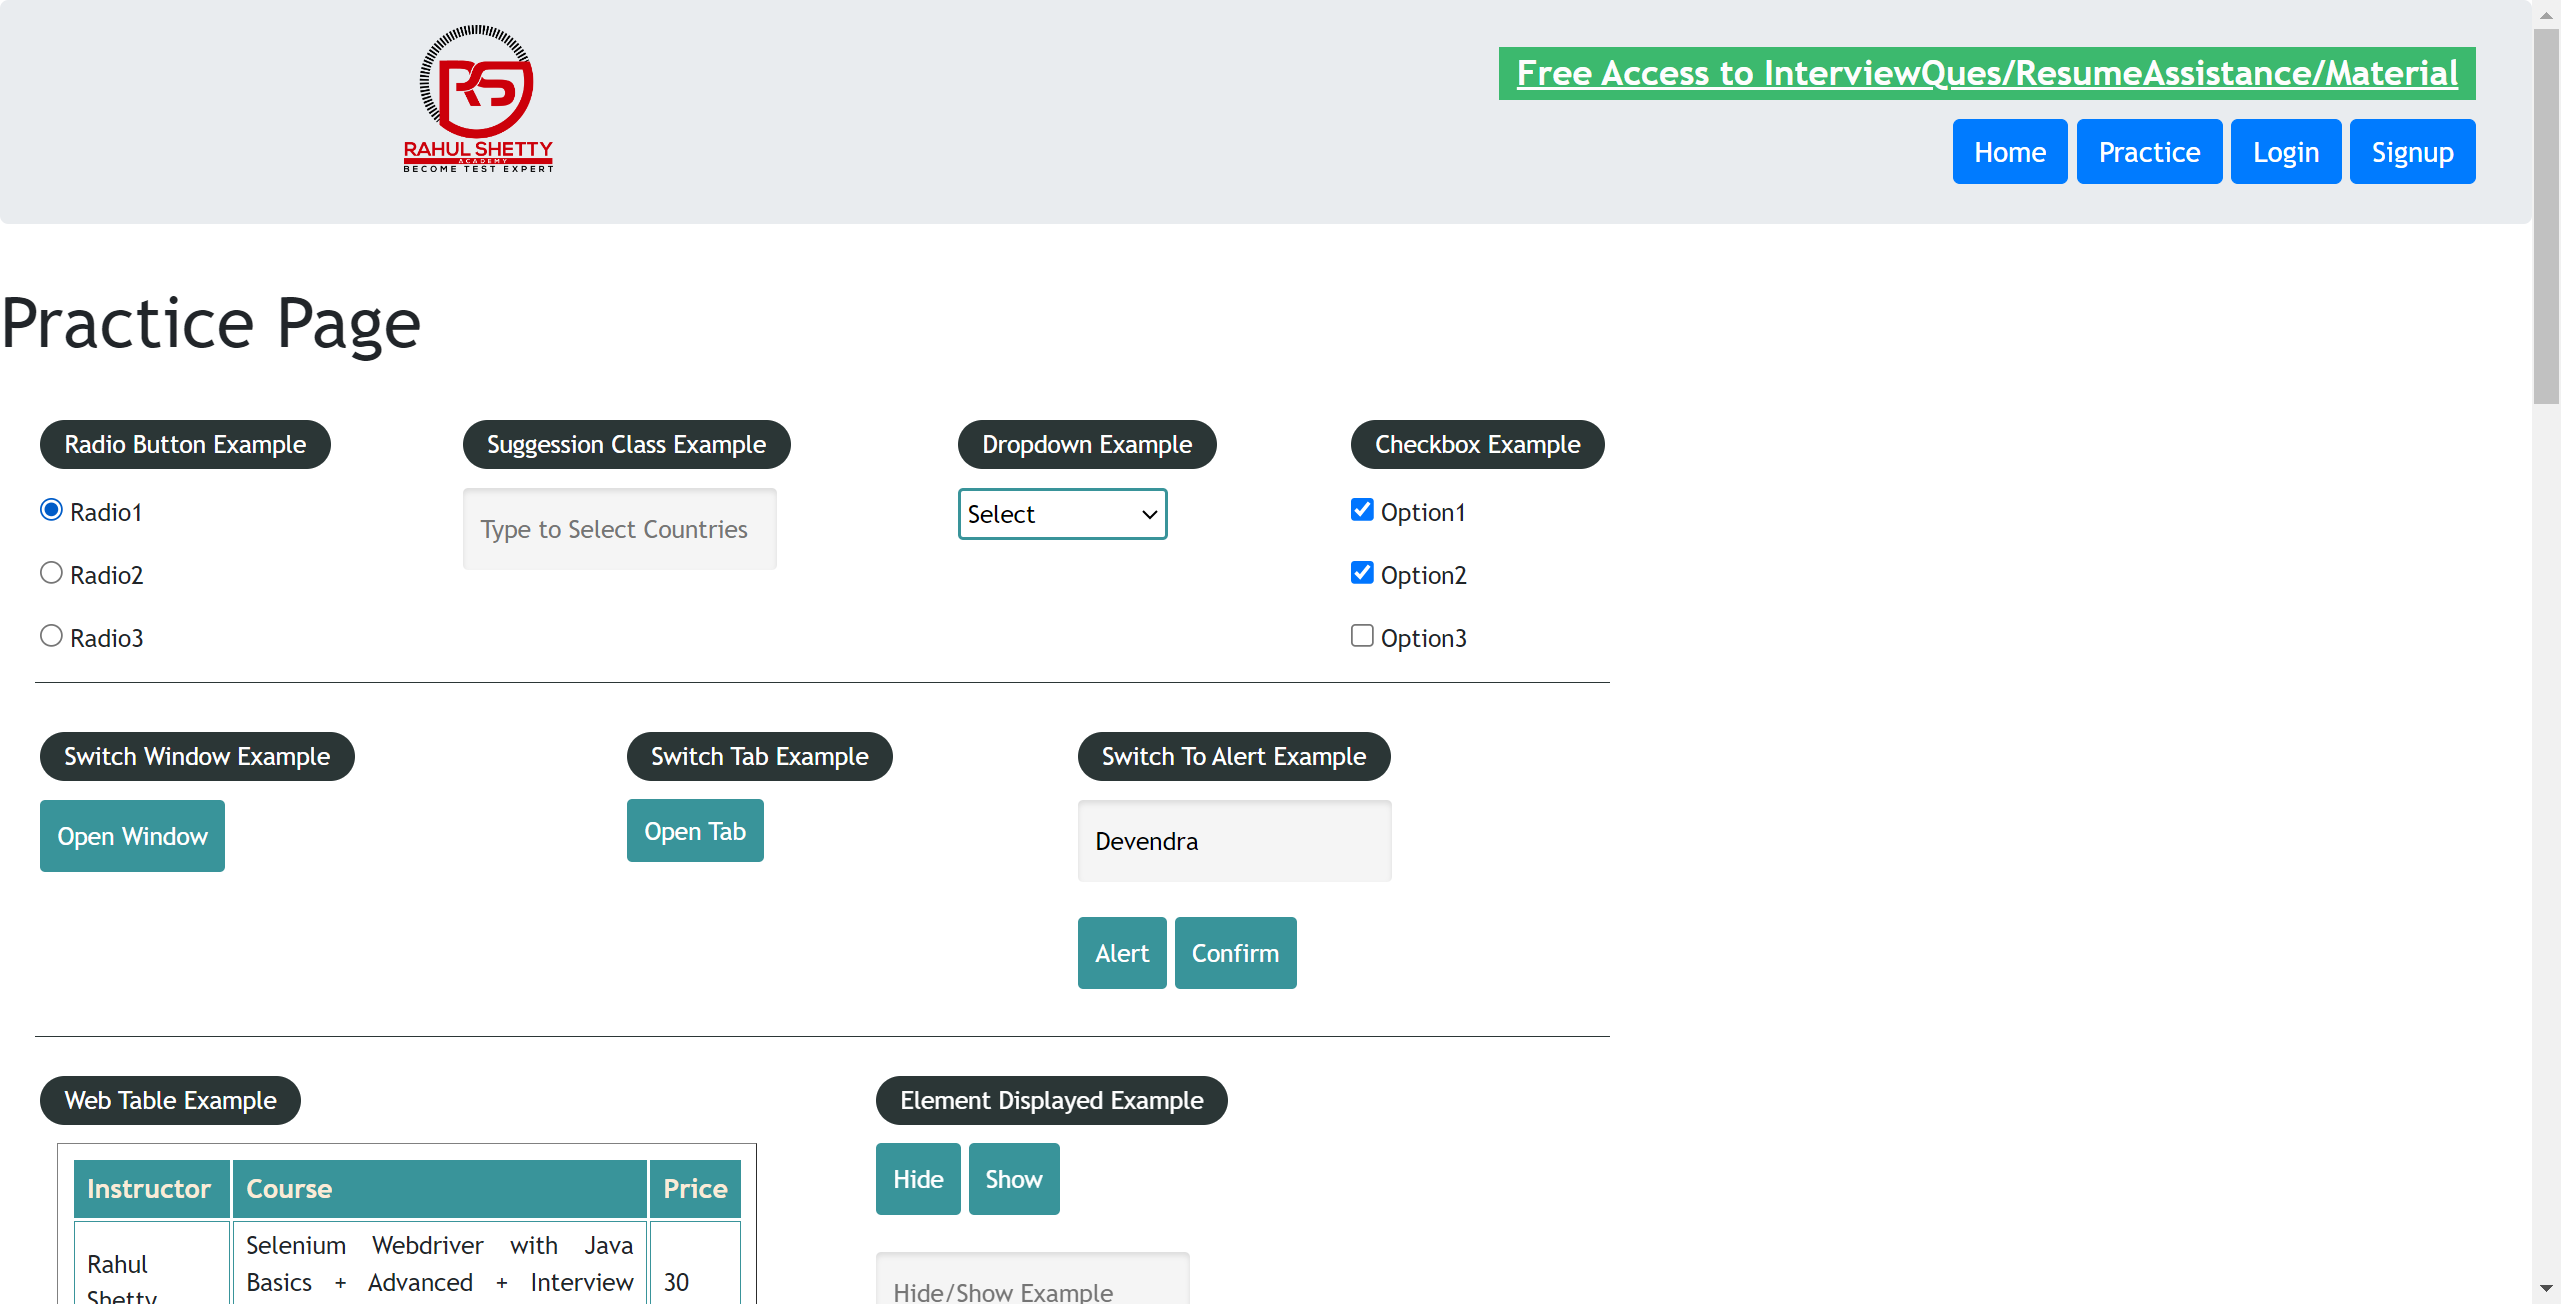 RAHUL SHETTY
ACADEMY
BECOME TEST EXPERT
Free Access to InterviewQues/ResumeAssistance/Material
Home Practice Login Signup
Practice Page
Radio Button Example
Radio1
Radio2
Radio3
Suggession Class Example
Type to Select Countries
Dropdown Example
Select
Checkbox Example
Option1
Option2
Option3
Switch Window Example
Open Window
Switch Tab Example
Open Tab
Switch To Alert Example
Devendra
Alert Confirm
Web Table Example
Instructor Course Price
Rahul
Shetty
Selenium Webdriver with Java
Basics + Advanced + Interview
30
Element Displayed Example
Hide Show
Hide/Show Example